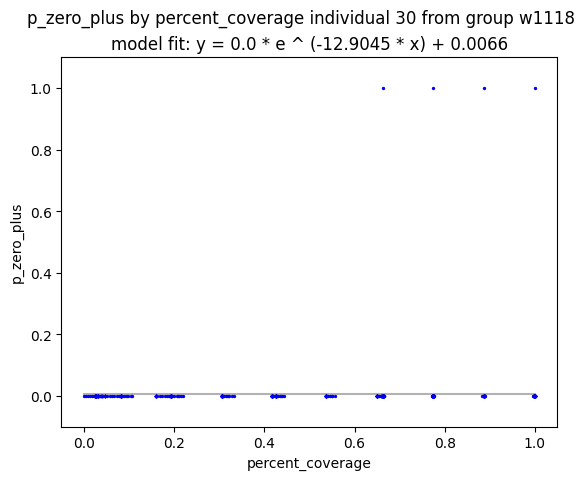 p_zero_plus by percent_coverage individual 30 from group w1118
model fit: y = 0.0 * e ^ (-12.9045 * x) + 0.0066
1.0
0.8
0.6
0.4
0.2
0.0
p_zero_plus
0.0 0.2 0.4 0.6 0.8 1.0
percent_coverage